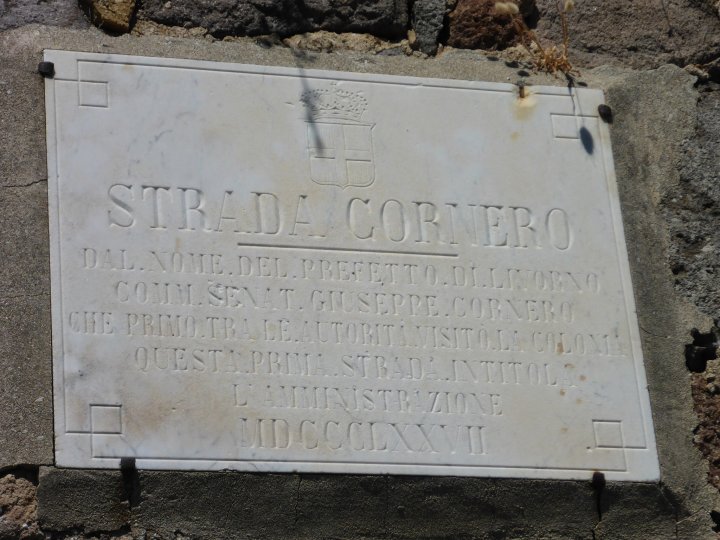 STRADA CORNERO
DAL.NOME.DEL.PREFETTO.DI.LIVORNO
COMM.SENAT.GIUSEPPE.CORNERO
CHE PRIMO.TRA LE.AUTORITÀ.VISITÒ.LA COLONIA
QUESTA.PRIMA.STRADA.INTITOLA
L'AMMINISTRAZIONE
MDCCCLXXVII